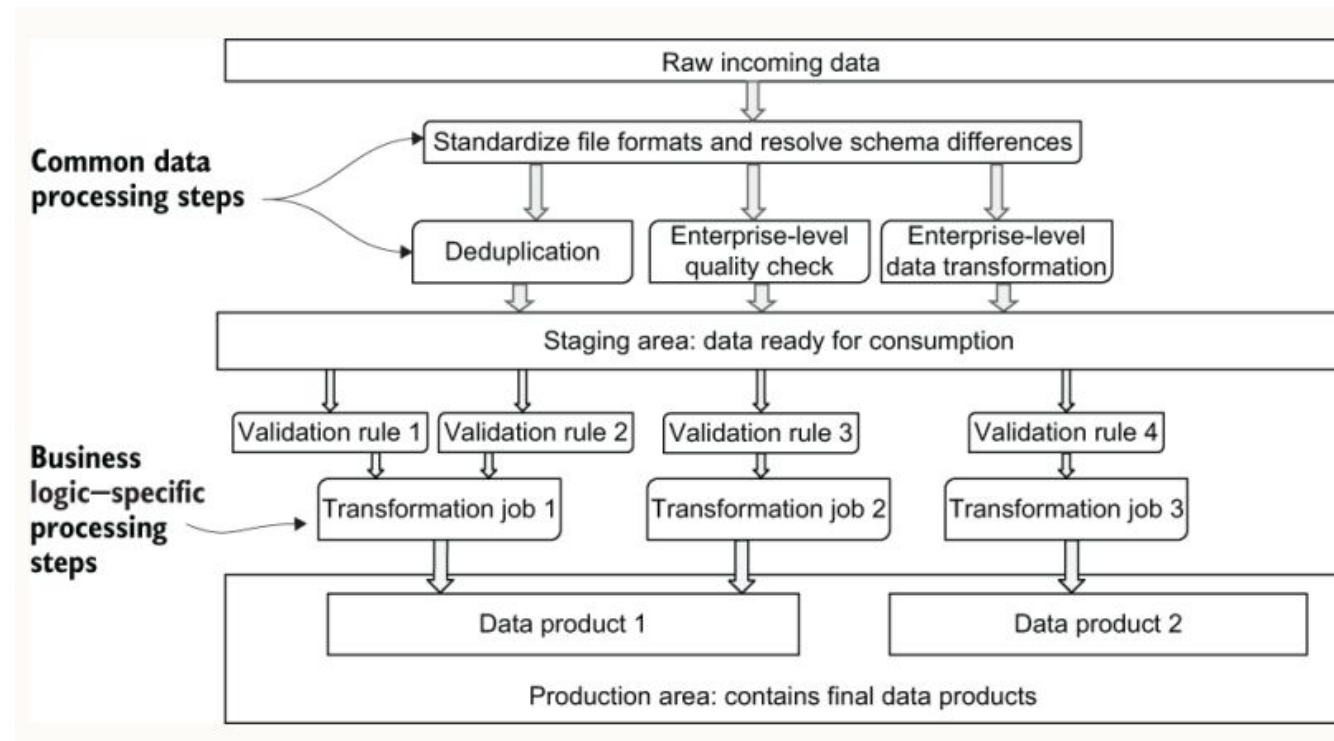 Raw incoming data
Standardize file formats and resolve schema differences
Common data
processing steps
Deduplication
Enterprise-level
quality check
Enterprise-level
data transformation
Staging area: data ready for consumption
Validation rule 1
Validation rule 2
Validation rule 3
Validation rule 4
Business
logic—specific
processing
steps
Transformation job 1
Transformation job 2
Transformation job 3
Data product 1
Data product 2
Production area: contains final data products